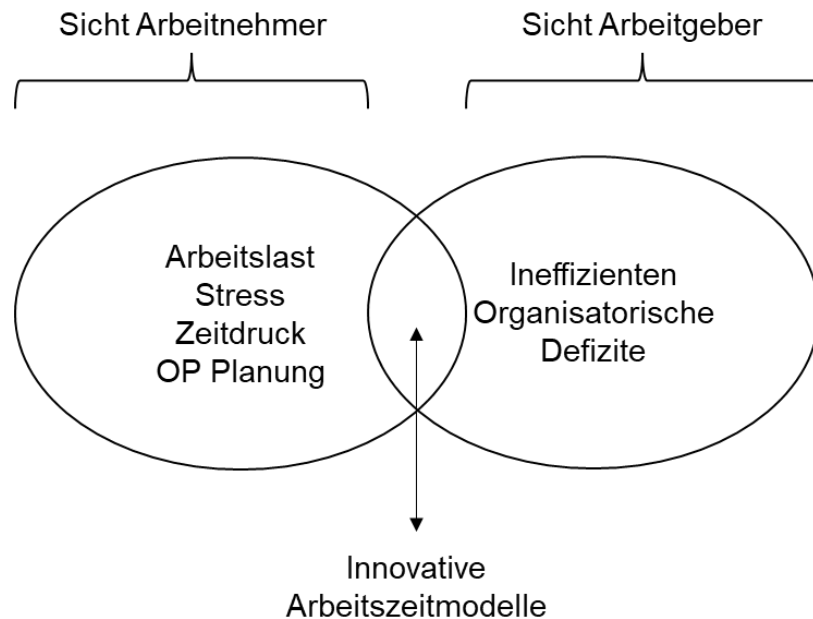 Sicht Arbeitnehmer
Sicht Arbeitgeber
Arbeitslast
Stress
Zeitdruck
OP Planung
Ineffizienten
Organisatorische
Defizite
Innovative
Arbeitszeitmodelle